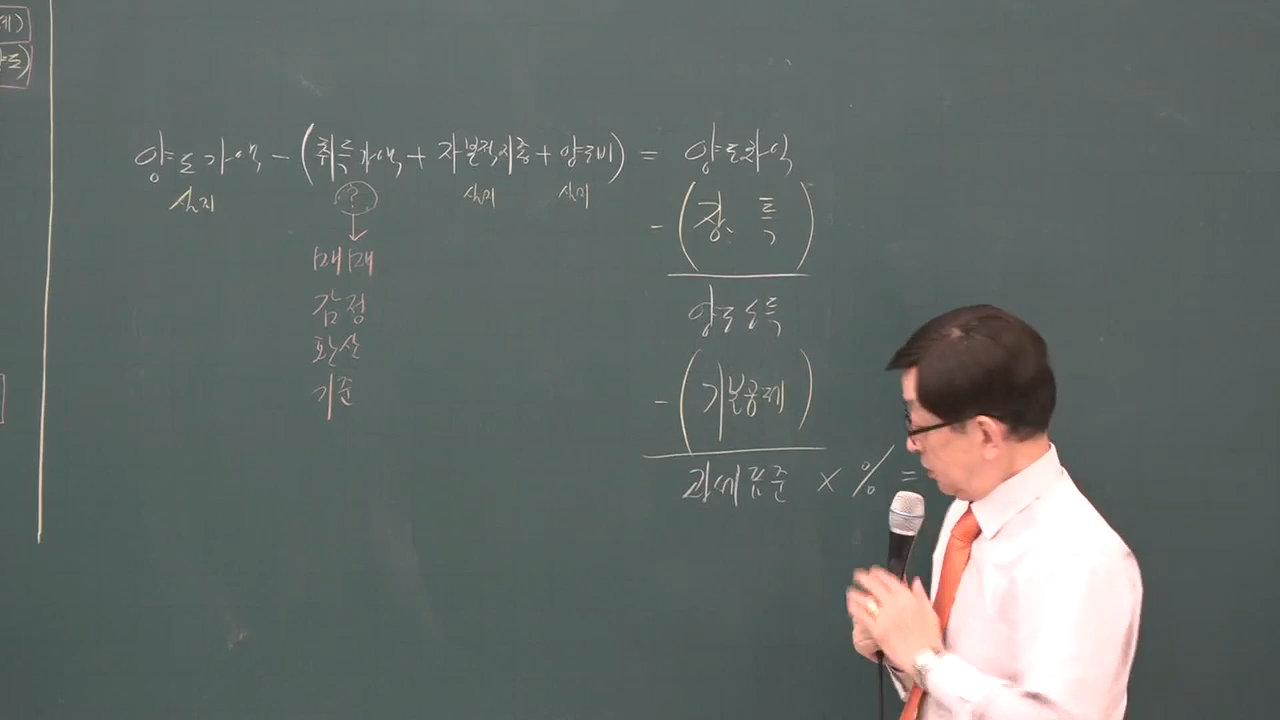 세)
양도가액 - (취득가액 + 자본적지출 + 양도비) = 양도차익
실지 ? 실지 실지
- (장, 특)
매매
감정
환산
기준
양도소득
- (기본공제)
과세표준 × % =